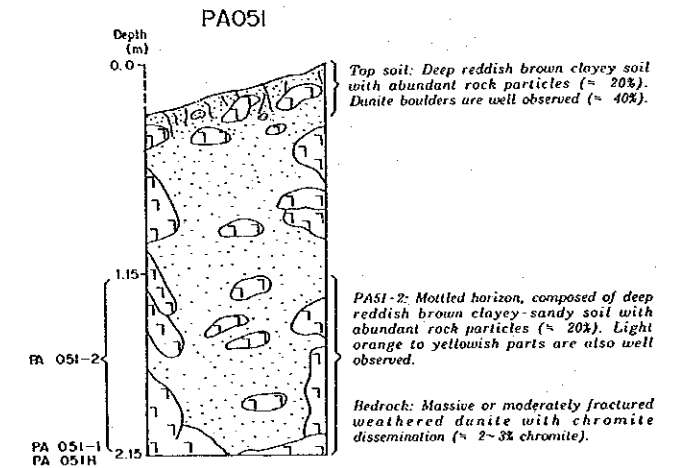 PA051
Depth
(m)
0.0
Top soil: Deep reddish brown clayey soil
with abundant rock particles (≈ 20%).
Dunite boulders are well observed (≈ 40%).
1.15
PA 051-2
PA51-2: Mottled horizon, composed of deep
reddish brown clayey-sandy soil with
abundant rock particles (≈ 20%). Light
orange to yellowish parts are also well
observed.
Bedrock: Massive or moderately fractured
weathered dunite with chromite
dissemination (≈ 2~3% chromite).
PA 051-1
PA 051H
2.15